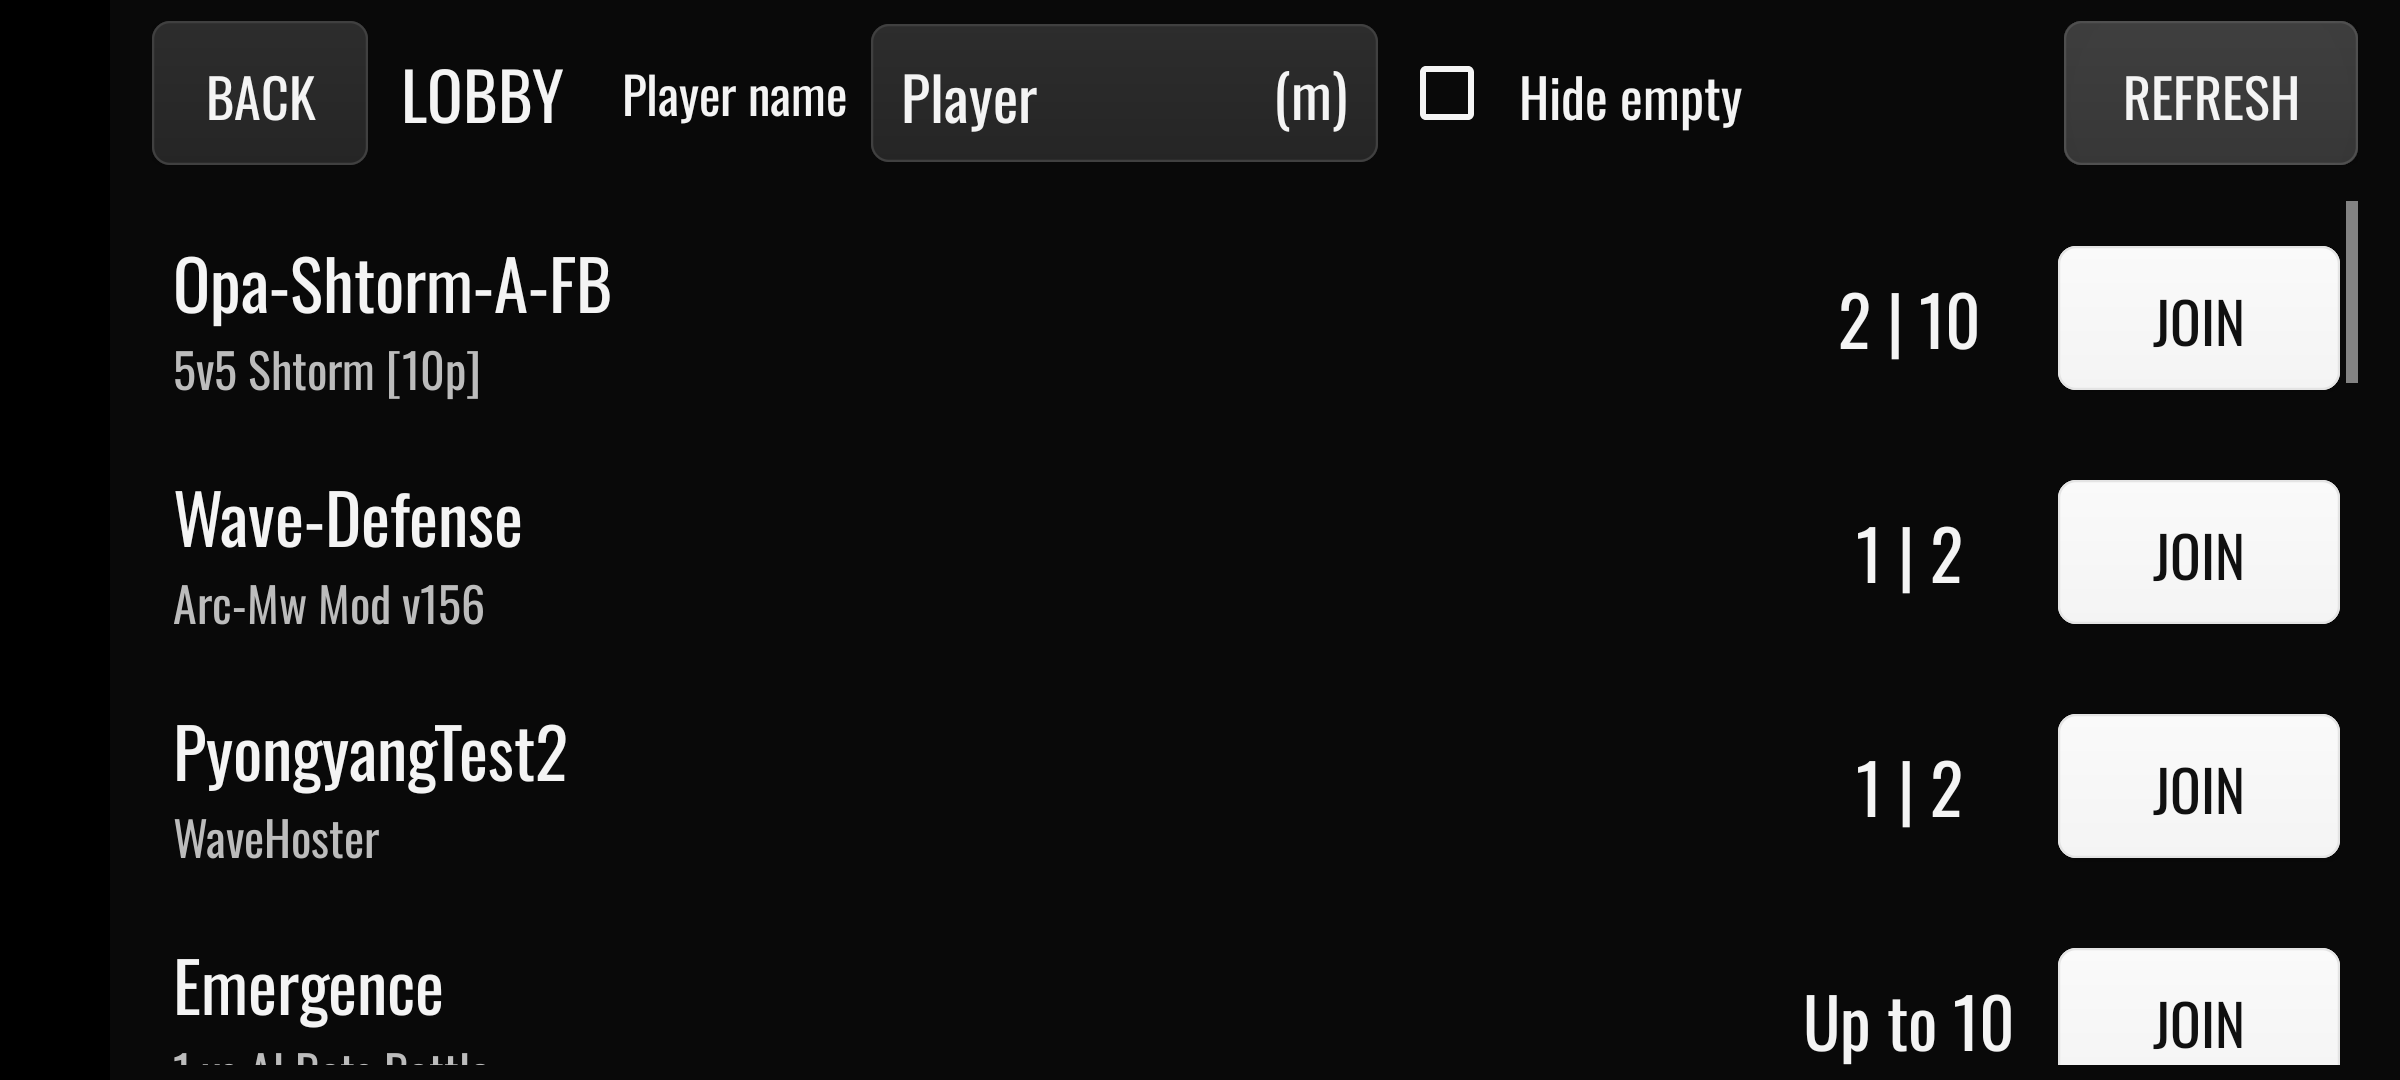 BACK LOBBY Player name Player (m) Hide empty REFRESH
Opa-Shtorm-A-FB
5v5 Shtorm [10p]
2 | 10 JOIN
Wave-Defense
Arc-Mw Mod v156
1 | 2 JOIN
PyongyangTest2
WaveHoster
1 | 2 JOIN
Emergence
Up to 10 JOIN